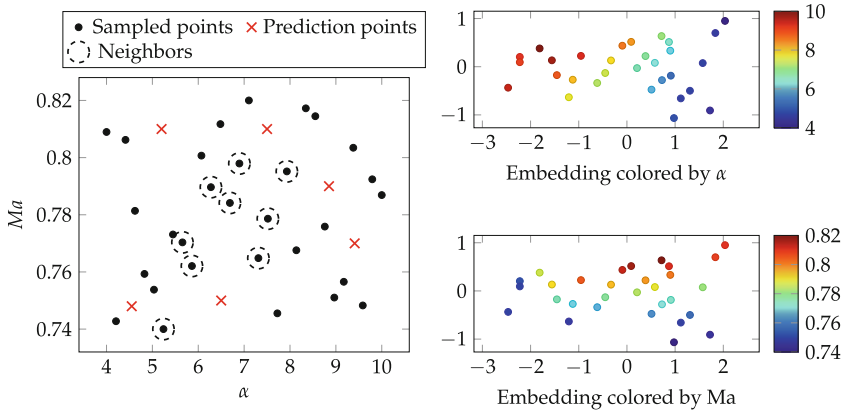 Sampled points Prediction points
Neighbors
0.82
0.8
0.78
0.76
0.74
Ma
4 5 6 7 8 9 10
α
1
0
−1
−3 −2 −1 0 1 2
Embedding colored by α
10
8
6
4
1
0
−1
−3 −2 −1 0 1 2
Embedding colored by Ma
0.82
0.8
0.78
0.76
0.74